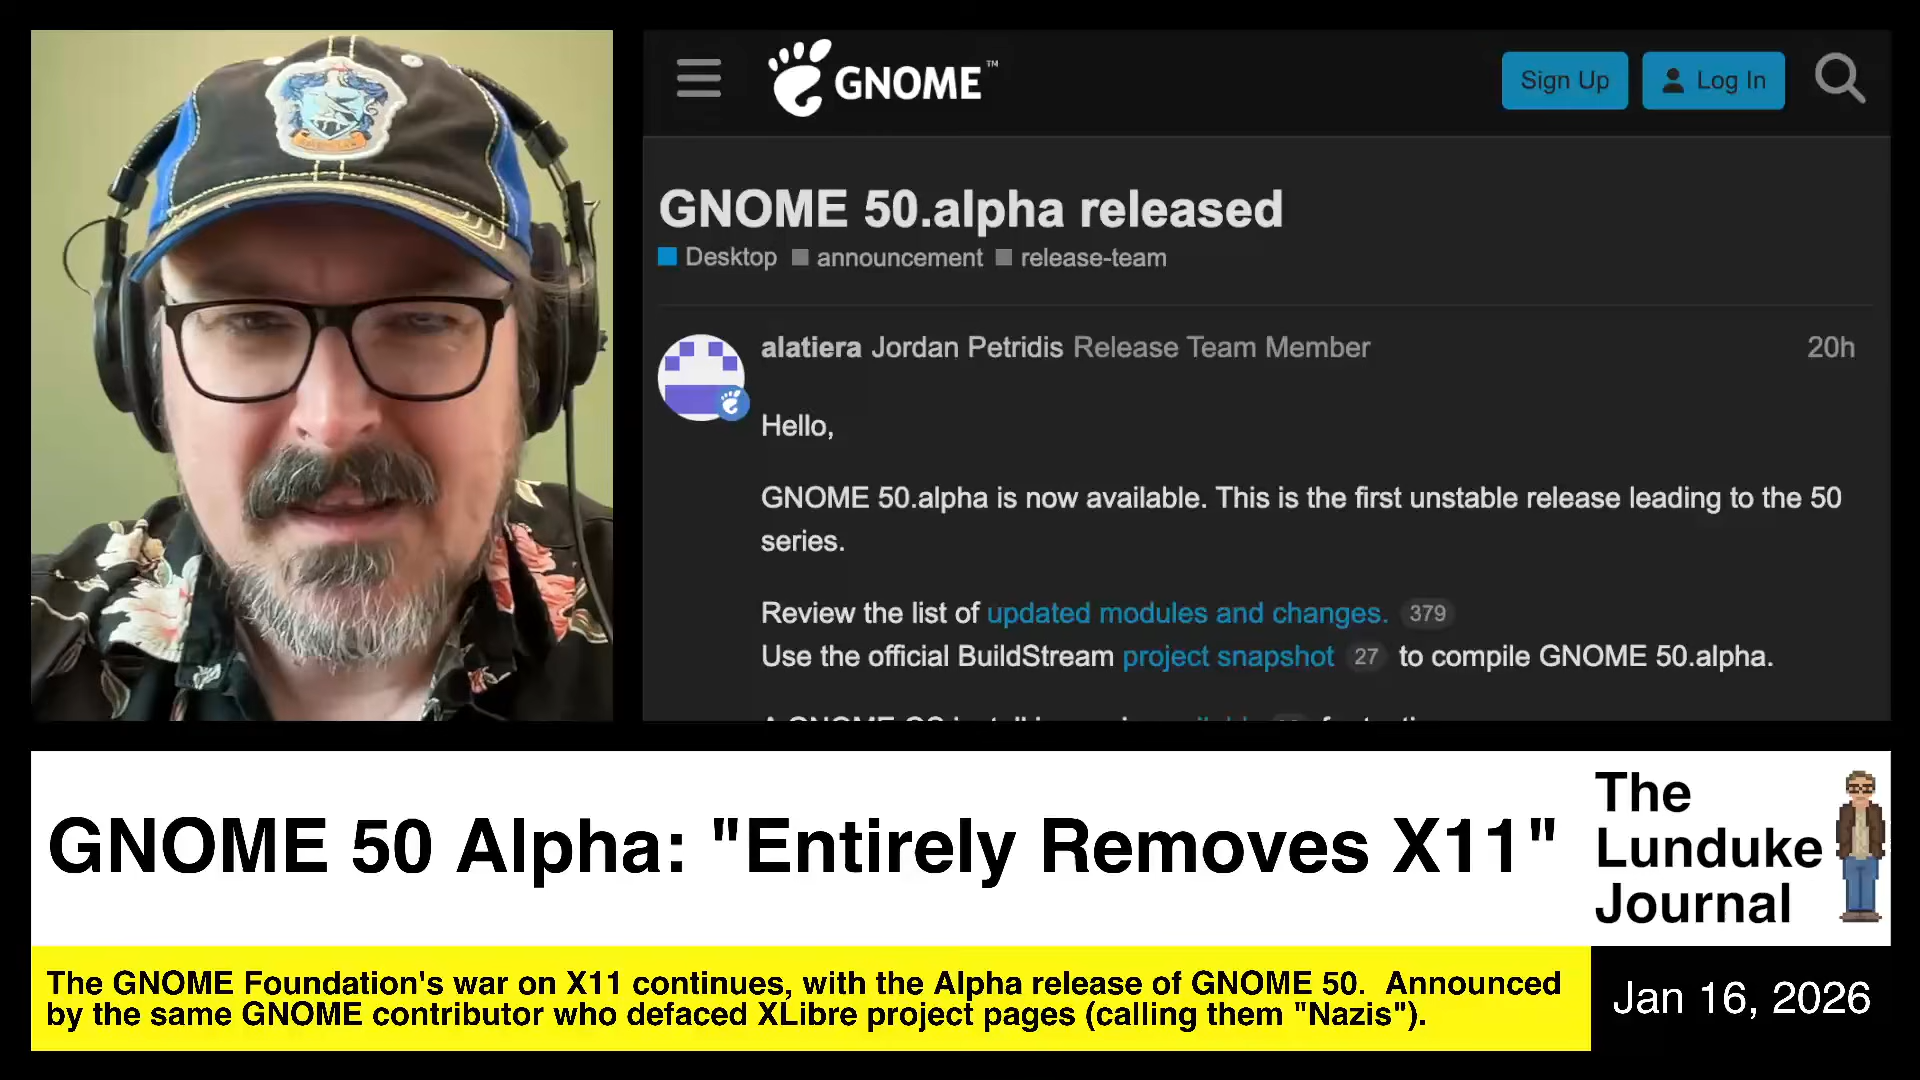 GNOME™
Sign Up
Log In
GNOME 50.alpha released
Desktop announcement release-team
alatiera Jordan Petridis Release Team Member 20h
Hello,
GNOME 50.alpha is now available. This is the first unstable release leading to the 50
series.
Review the list of updated modules and changes. 379
Use the official BuildStream project snapshot 27 to compile GNOME 50.alpha.
GNOME 50 Alpha: "Entirely Removes X11"
The
Lunduke
Journal
The GNOME Foundation's war on X11 continues, with the Alpha release of GNOME 50. Announced
by the same GNOME contributor who defaced XLibre project pages (calling them "Nazis").
Jan 16, 2026